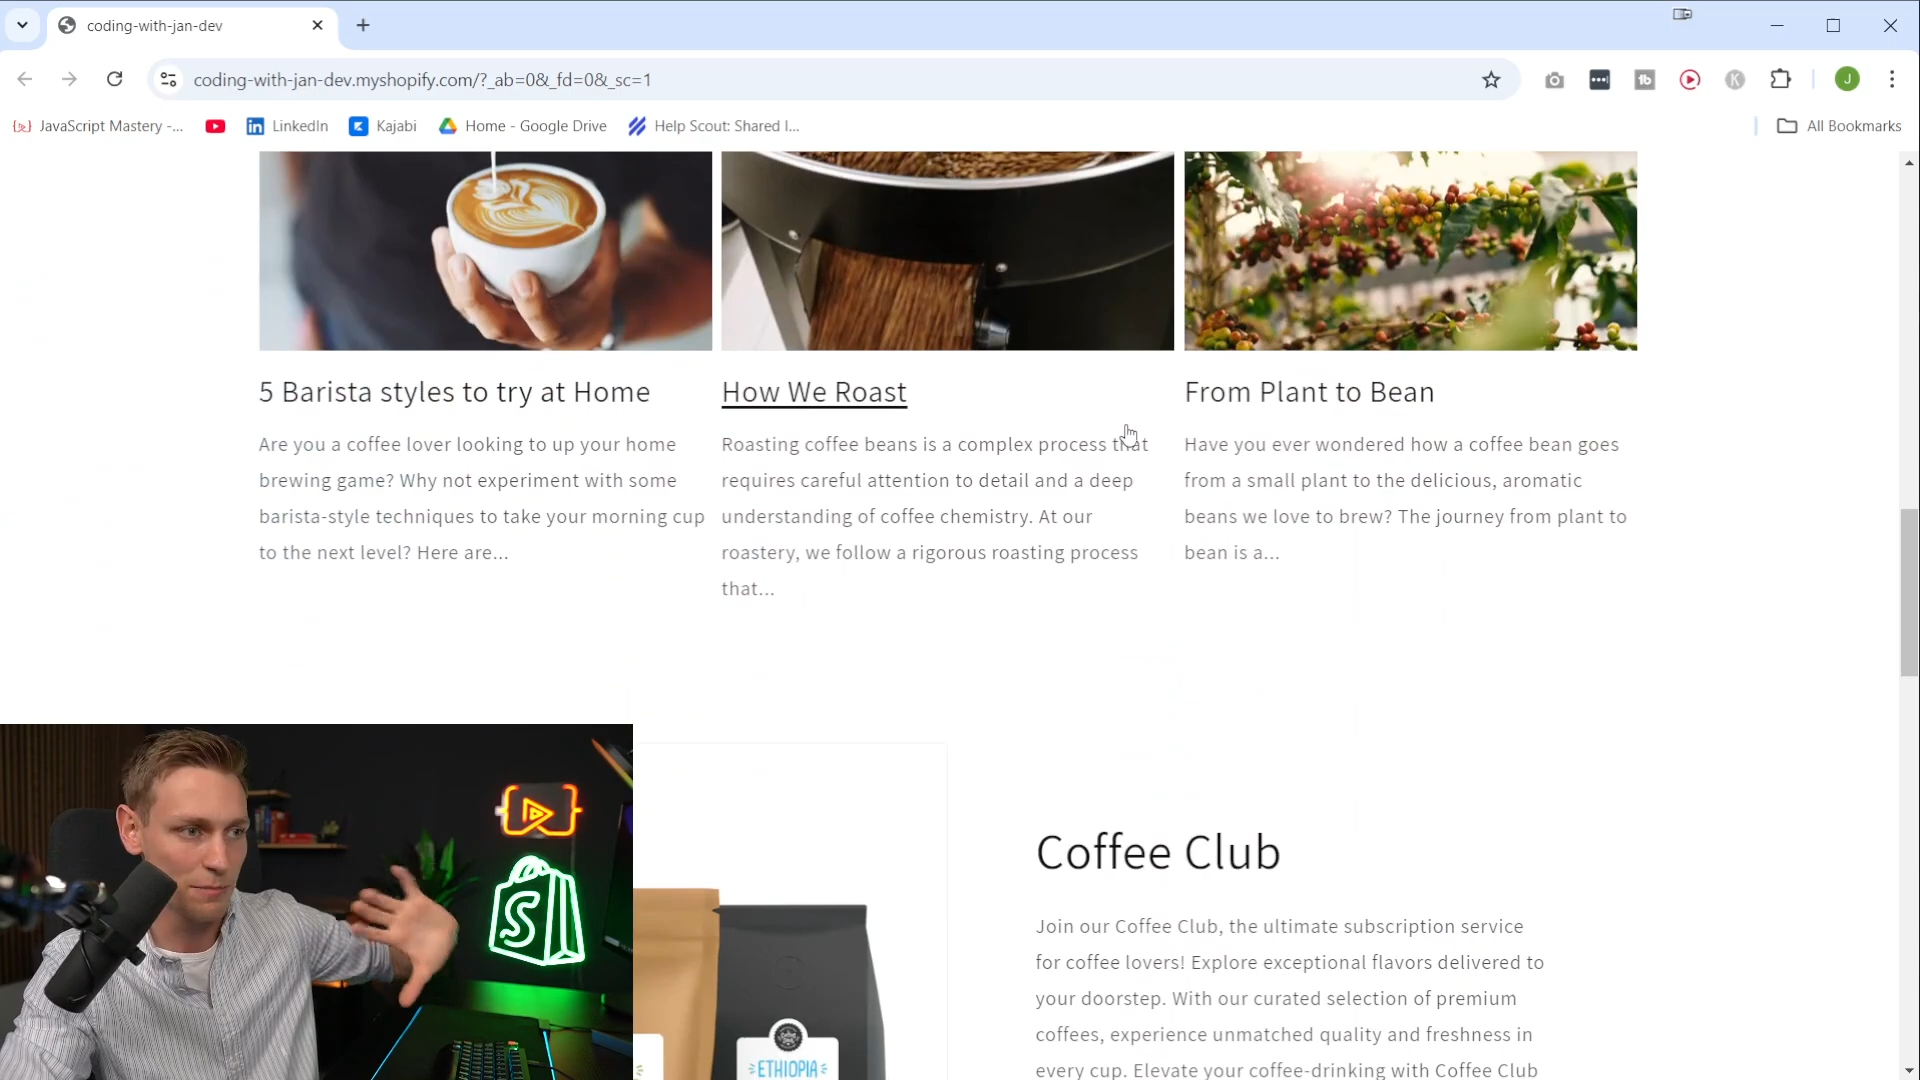 coding-with-jan-dev
coding-with-jan-dev.myshopify.com/?_ab=0&_fd=0&_sc=1
tb
K
J
JavaScript Mastery -...
LinkedIn
Kajabi
Home - Google Drive
Help Scout: Shared I...
All Bookmarks
5 Barista styles to try at Home
Are you a coffee lover looking to up your home
brewing game? Why not experiment with some
barista-style techniques to take your morning cup
to the next level? Here are...
How We Roast
Roasting coffee beans is a complex process that
requires careful attention to detail and a deep
understanding of coffee chemistry. At our
roastery, we follow a rigorous roasting process
that...
From Plant to Bean
Have you ever wondered how a coffee bean goes
from a small plant to the delicious, aromatic
beans we love to brew? The journey from plant to
bean is a...
S
ETHIOPIA
Coffee Club
Join our Coffee Club, the ultimate subscription service
for coffee lovers! Explore exceptional flavors delivered to
your doorstep. With our curated selection of premium
coffees, experience unmatched quality and freshness in
every cup. Elevate your coffee-drinking with Coffee Club